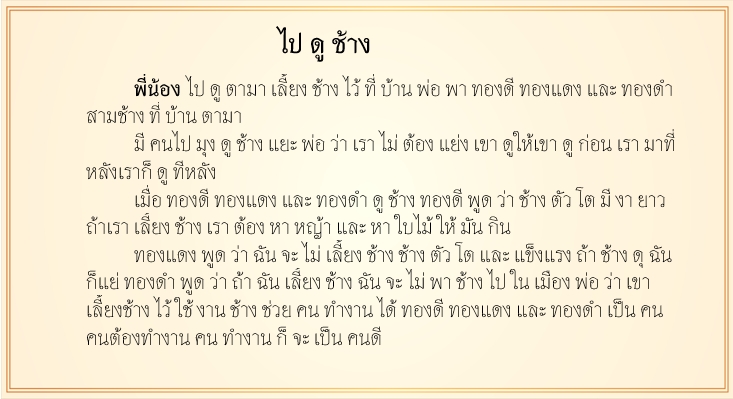 ไป ดู ช้าง
พี่น้อง ไป ดู ตามา เลี้ยง ช้าง ไว้ ที่ บ้าน พ่อ พา ทองดี ทองแดง และ ทองดำ
สามช้าง ที่ บ้าน ตามา
มี คนไป มุง ดู ช้าง แยะ พ่อ ว่า เรา ไม่ ต้อง แย่ง เขา ดูให้เขา ดู ก่อน เรา มาที่
หลังเราก็ ดู ทีหลัง
เมื่อ ทองดี ทองแดง และ ทองดำ ดู ช้าง ทองดี พูด ว่า ช้าง ตัว โต มี งา ยาว
ถ้าเรา เลี้ยง ช้าง เรา ต้อง หา หญ้า และ หา ใบไม้ ให้ มัน กิน
ทองแดง พูด ว่า ฉัน จะ ไม่ เลี้ยง ช้าง ช้าง ตัว โต และ แข็งแรง ถ้า ช้าง ดุ ฉัน
ก็แย่ ทองดำ พูด ว่า ถ้า ฉัน เลี้ยง ช้าง ฉัน จะ ไม่ พา ช้าง ไป ใน เมือง พ่อ ว่า เขา
เลี้ยงช้าง ไว้ ใช้ งาน ช้าง ช่วย คน ทำงาน ได้ ทองดี ทองแดง และ ทองดำ เป็น คน
คนต้องทำงาน คน ทำงาน ก็ จะ เป็น คนดี